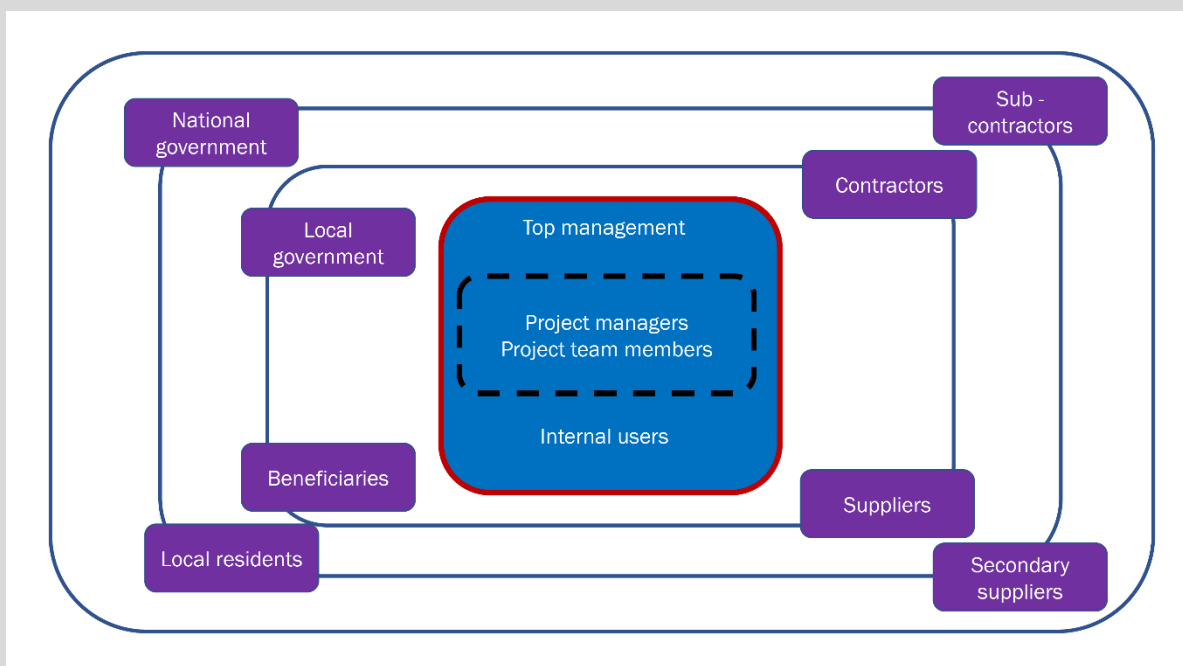 National
government
Sub -
contractors
Contractors
Local
government
Top management
Project managers
Project team members
Internal users
Beneficiaries
Suppliers
Local residents
Secondary
suppliers